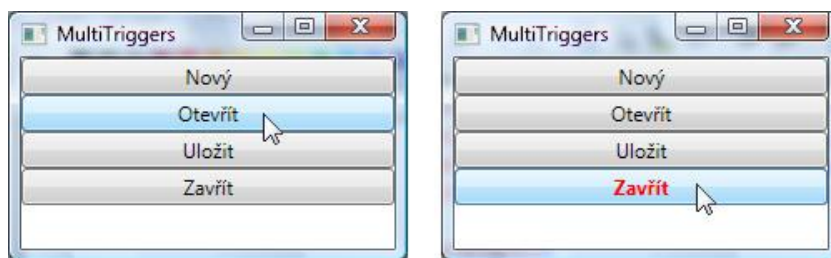 MultiTriggers
Nový
Otevřít
Uložit
Zavřít
MultiTriggers
Nový
Otevřít
Uložit
Zavřít